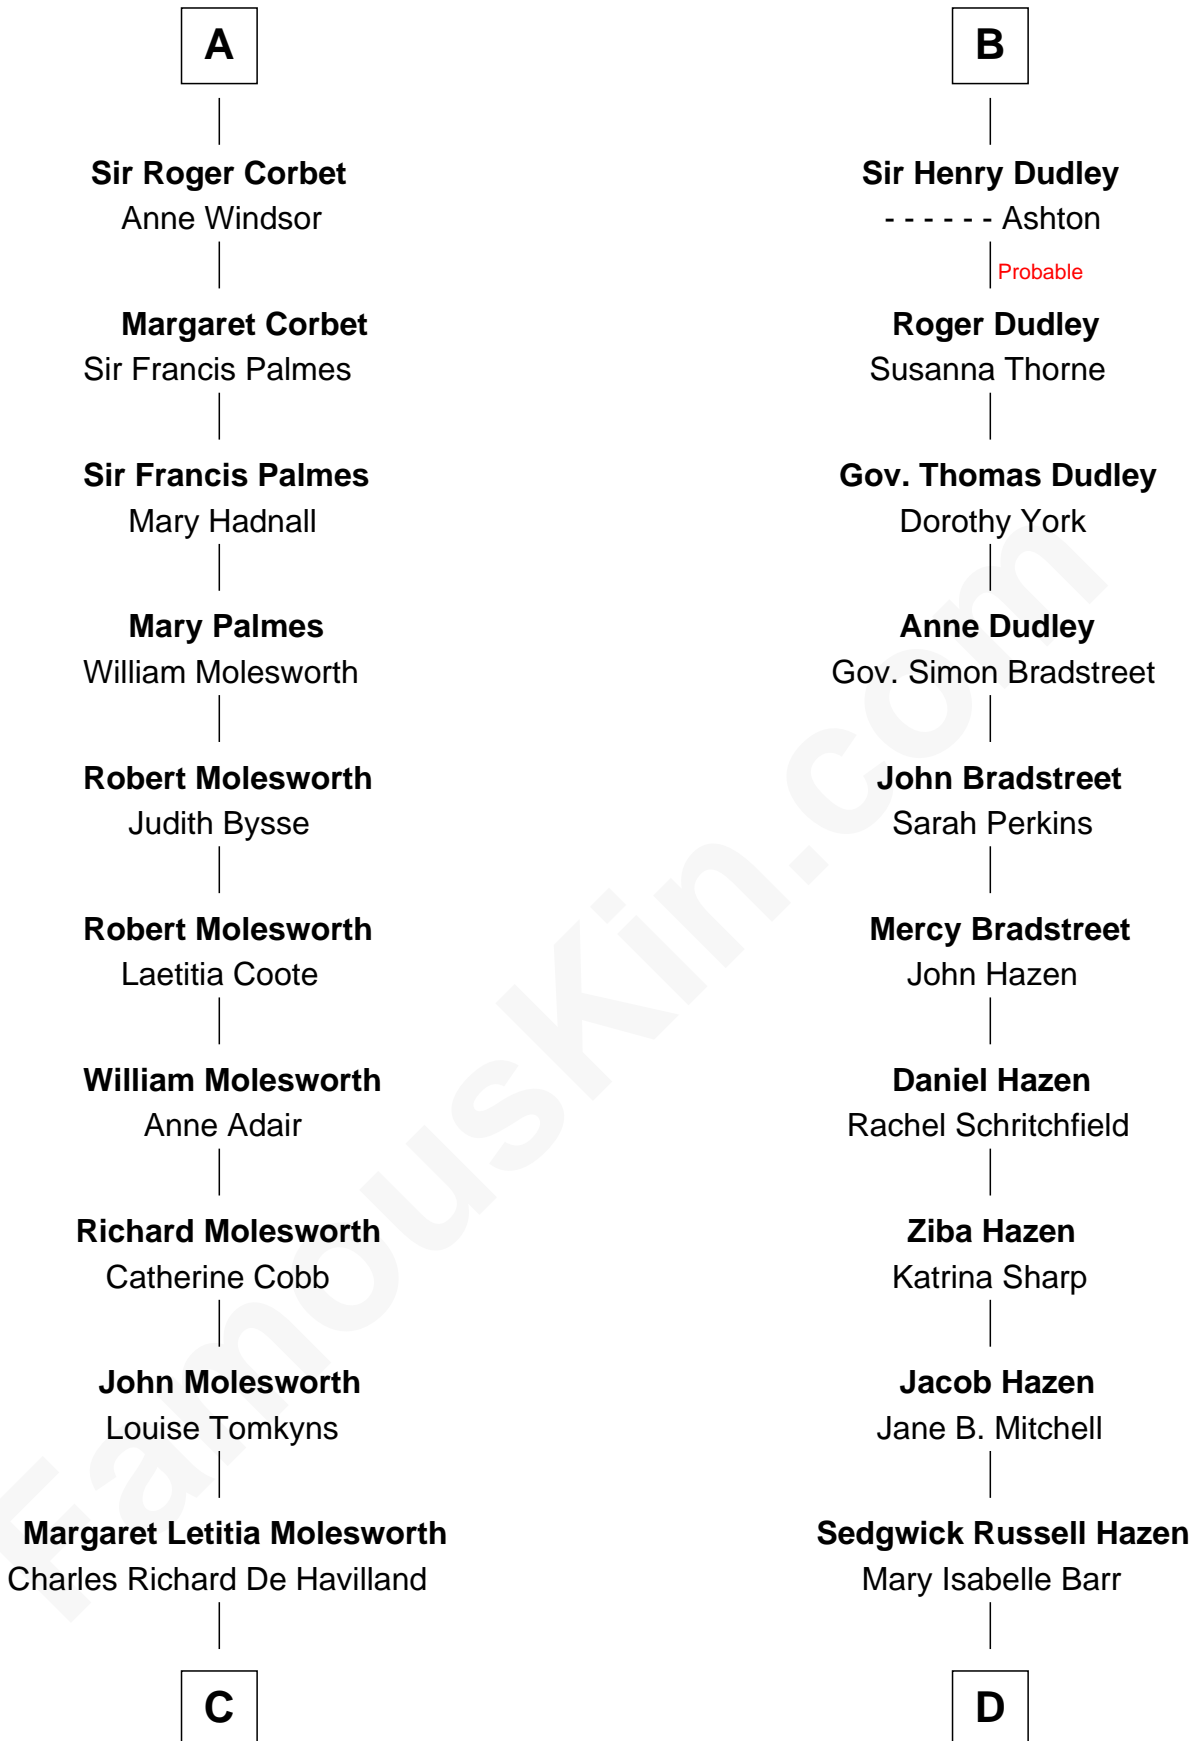 A
Sir Roger Corbet
Anne Windsor
Margaret Corbet
Sir Francis Palmes
Sir Francis Palmes
Mary Hadnall
Mary Palmes
William Molesworth
Robert Molesworth
Judith Bysse
Robert Molesworth
Laetitia Coote
William Molesworth
Anne Adair
Richard Molesworth
Catherine Cobb
John Molesworth
Louise Tomkyns
Margaret Letitia Molesworth
Charles Richard De Havilland
C
B
Sir Henry Dudley
- - - - - - Ashton
Probable
Roger Dudley
Susanna Thorne
Gov. Thomas Dudley
Dorothy York
Anne Dudley
Gov. Simon Bradstreet
John Bradstreet
Sarah Perkins
Mercy Bradstreet
John Hazen
Daniel Hazen
Rachel Schritchfield
Ziba Hazen
Katrina Sharp
Jacob Hazen
Jane B. Mitchell
Sedgwick Russell Hazen
Mary Isabelle Barr
D
FamousKin.com